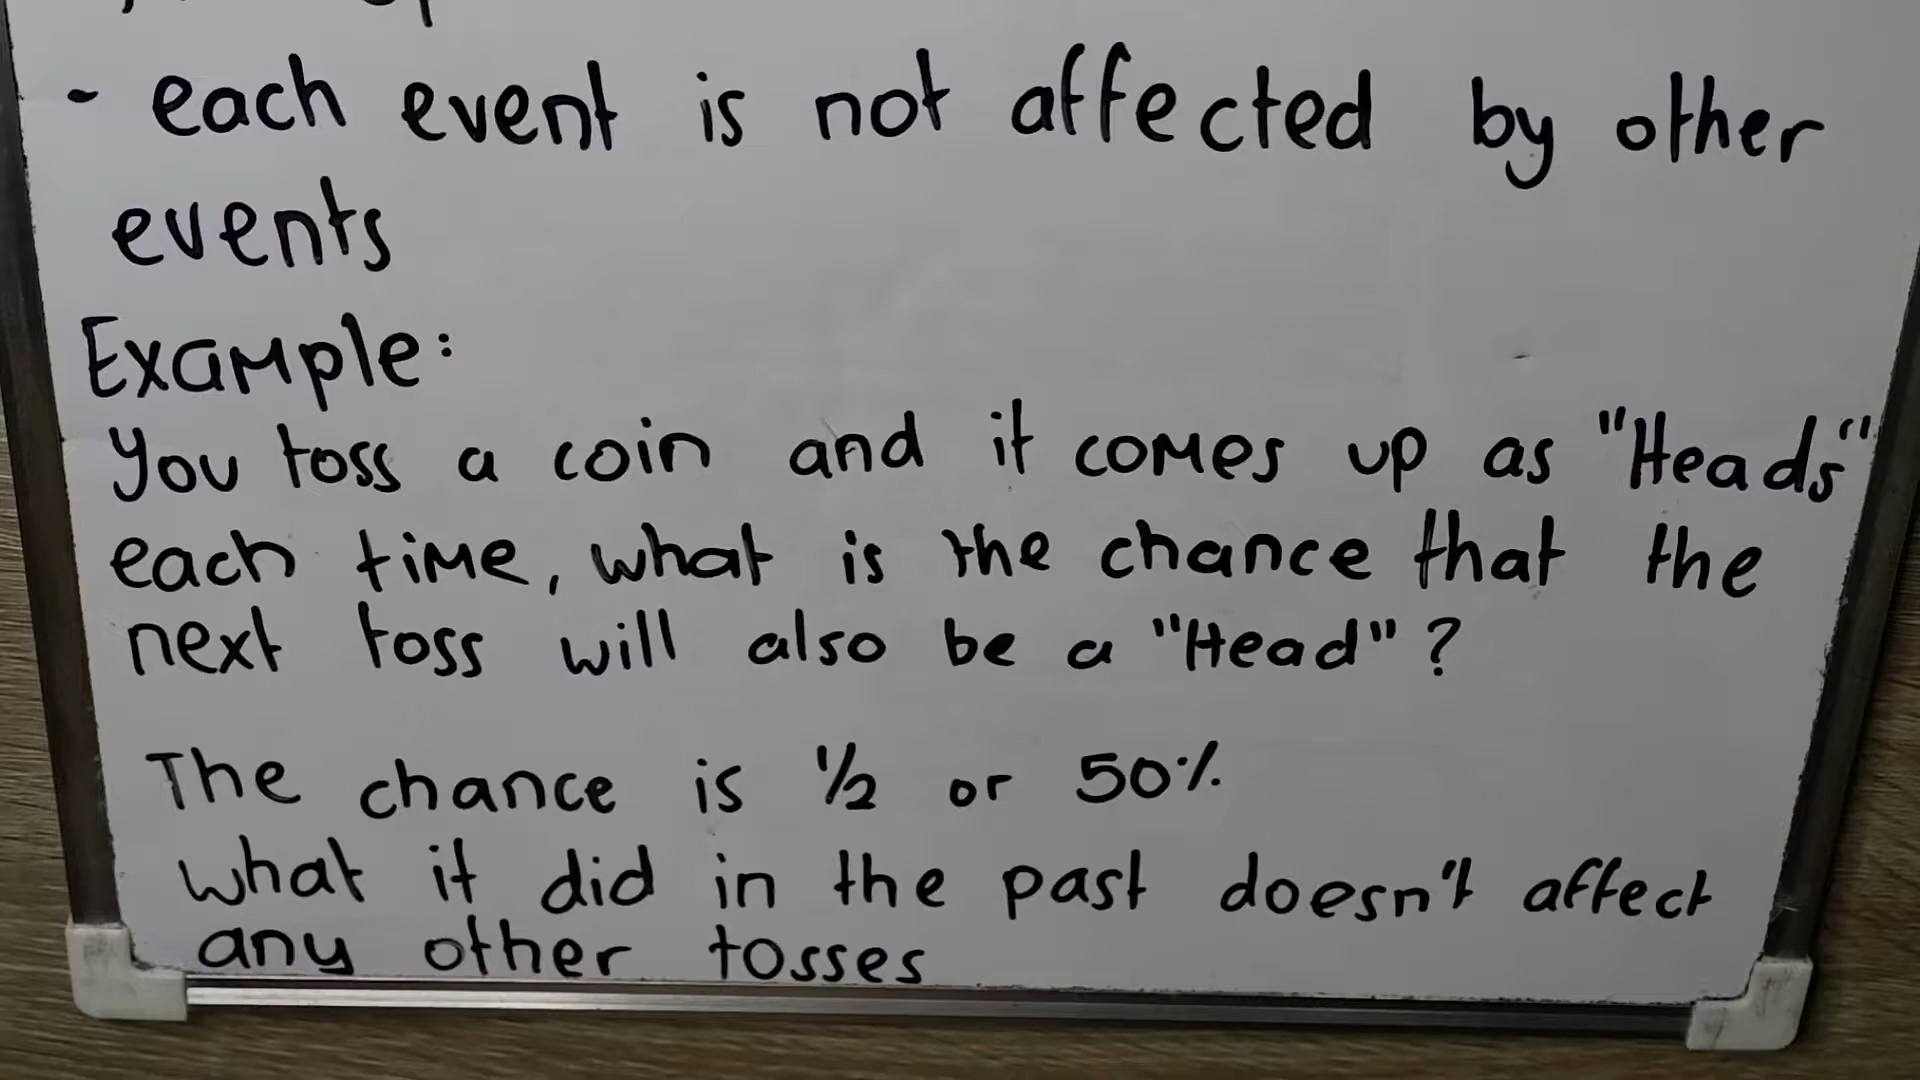 - each event is not affected by other
events
Example:
You toss a coin and it comes up as "Heads"
each time, what is the chance that the
next toss will also be a "Head"?
The chance is 1/2 or 50%
what it did in the past doesn't affect
any other tosses